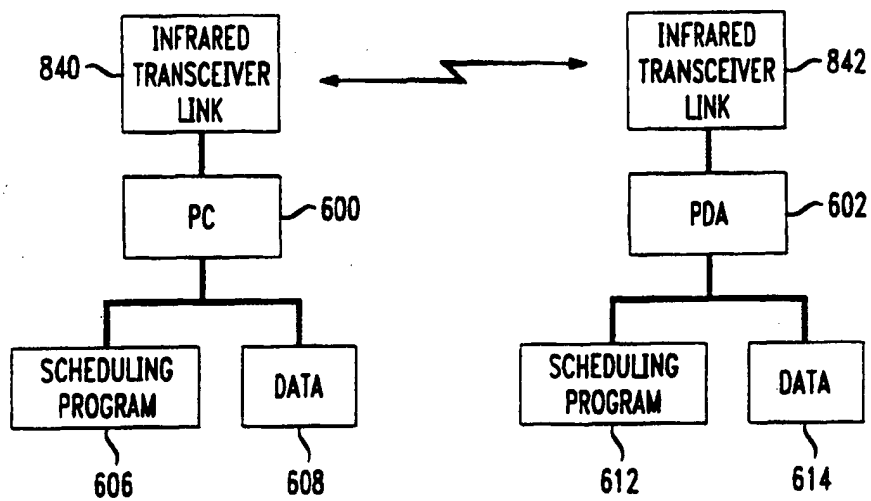 INFRARED
TRANSCEIVER
LINK
840
INFRARED
TRANSCEIVER
LINK
842
PC
600
PDA
602
SCHEDULING
PROGRAM
DATA
SCHEDULING
PROGRAM
DATA
606
608
612
614